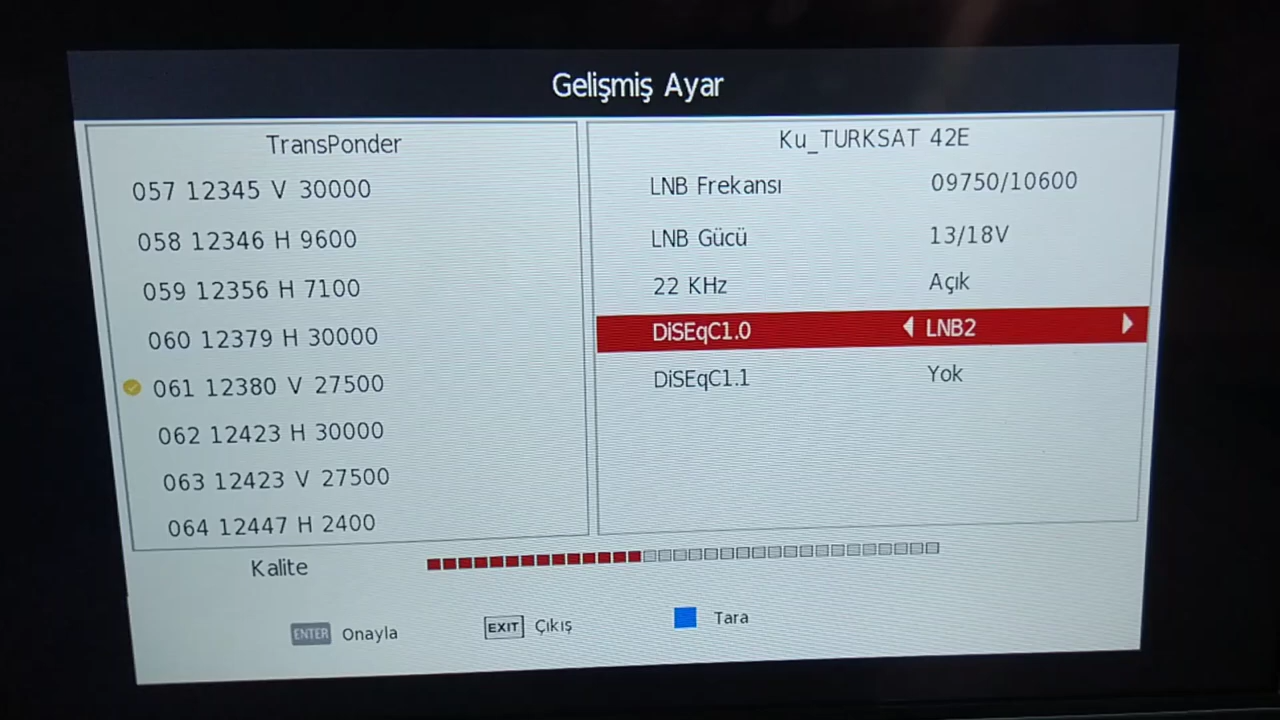 Gelişmiş Ayar
TransPonder
057 12345 V 30000
058 12346 H 9600
059 12356 H 7100
060 12379 H 30000
061 12380 V 27500
062 12423 H 30000
063 12423 V 27500
064 12447 H 2400
Ku_TURKSAT 42E
LNB Frekansı 09750/10600
LNB Gücü 13/18V
22 KHz Açık
DiSEqC1.0 LNB2
DiSEqC1.1 Yok
Kalite
ENTER Onayla EXIT Çıkış Tara